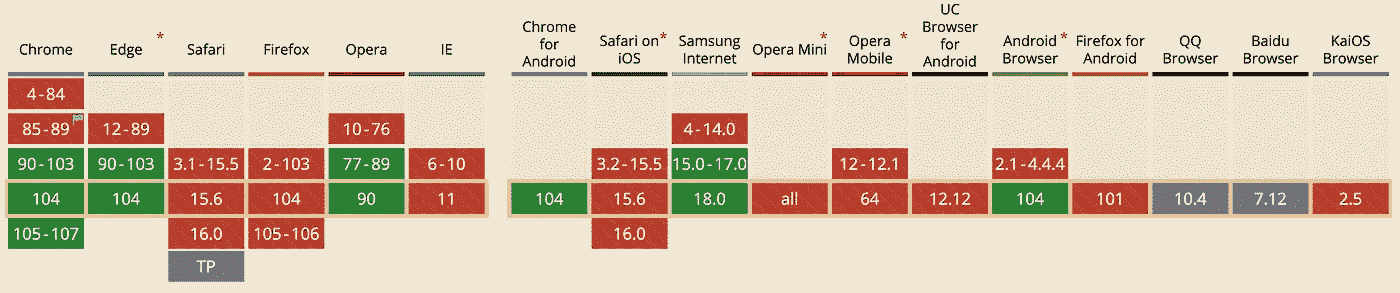 Chrome
Edge *
Safari
Firefox
Opera
IE
Chrome
for
Android
Safari on *
iOS
Samsung
Internet
Opera Mini *
Opera *
Mobile
UC
Browser
for
Android
Android *
Browser
Firefox for
Android
QQ
Browser
Baidu
Browser
KaiOS
Browser
4-84
85-89 12-89 10-76 4-14.0
90-103 90-103 3.1-15.5 2-103 77-89 6-10 3.2-15.5 15.0-17.0 12-12.1 2.1-4.4.4
104 104 15.6 104 90 11 104 15.6 18.0 all 64 12.12 104 101 10.4 7.12 2.5
105-107 16.0 105-106 16.0
TP